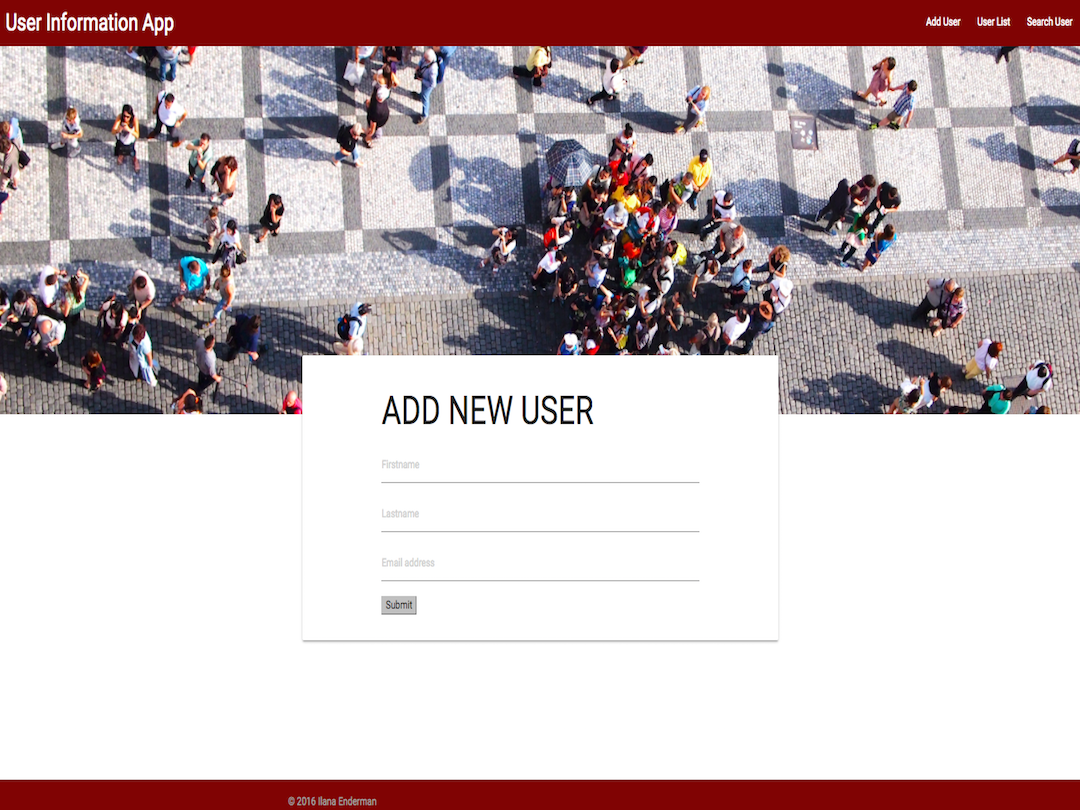 User Information App
Add User
User List
Search User
ADD NEW USER
Firstname
Lastname
Email address
Submit
© 2016 Ilana Enderman